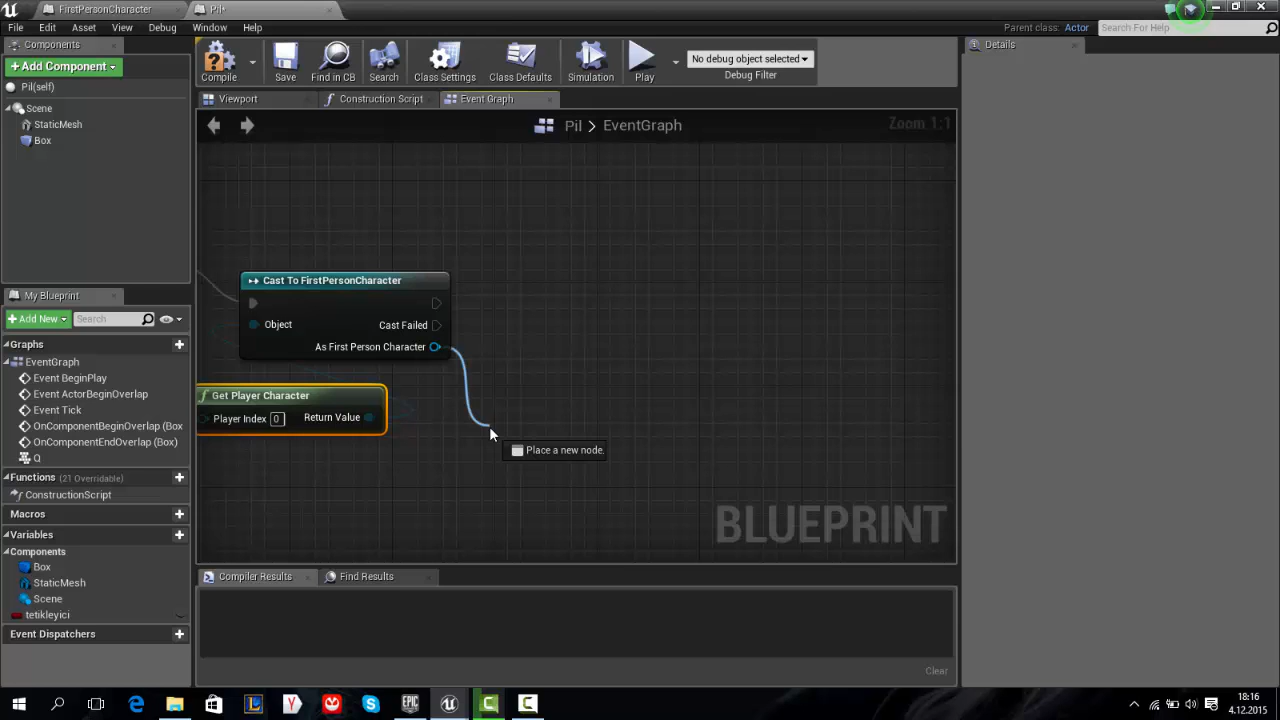 FirstPersonCharacter
Pil*
File Edit Asset View Debug Window Help
Parent class: Actor
Search For Help
Components
+ Add Component
Pil(self)
Scene
StaticMesh
Box
Compile
Save
Find in CB
Search
Class Settings
Class Defaults
Simulation
Play
No debug object selected
Debug Filter
Details
Viewport
Construction Script
Event Graph
Pil > EventGraph
Zoom 1:1
Cast To FirstPersonCharacter
Object
Cast Failed
As First Person Character
Get Player Character
Player Index 0
Return Value
Place a new node.
BLUEPRINT
My Blueprint
+ Add New
Search
Graphs
EventGraph
Event BeginPlay
Event ActorBeginOverlap
Event Tick
OnComponentBeginOverlap (Box
OnComponentEndOverlap (Box)
Q
Functions (21 Overridable)
ConstructionScript
Macros
Variables
Components
Box
StaticMesh
Scene
tetikleyici
Event Dispatchers
Compiler Results
Find Results
Clear
EPIC
18:16
4.12.2015